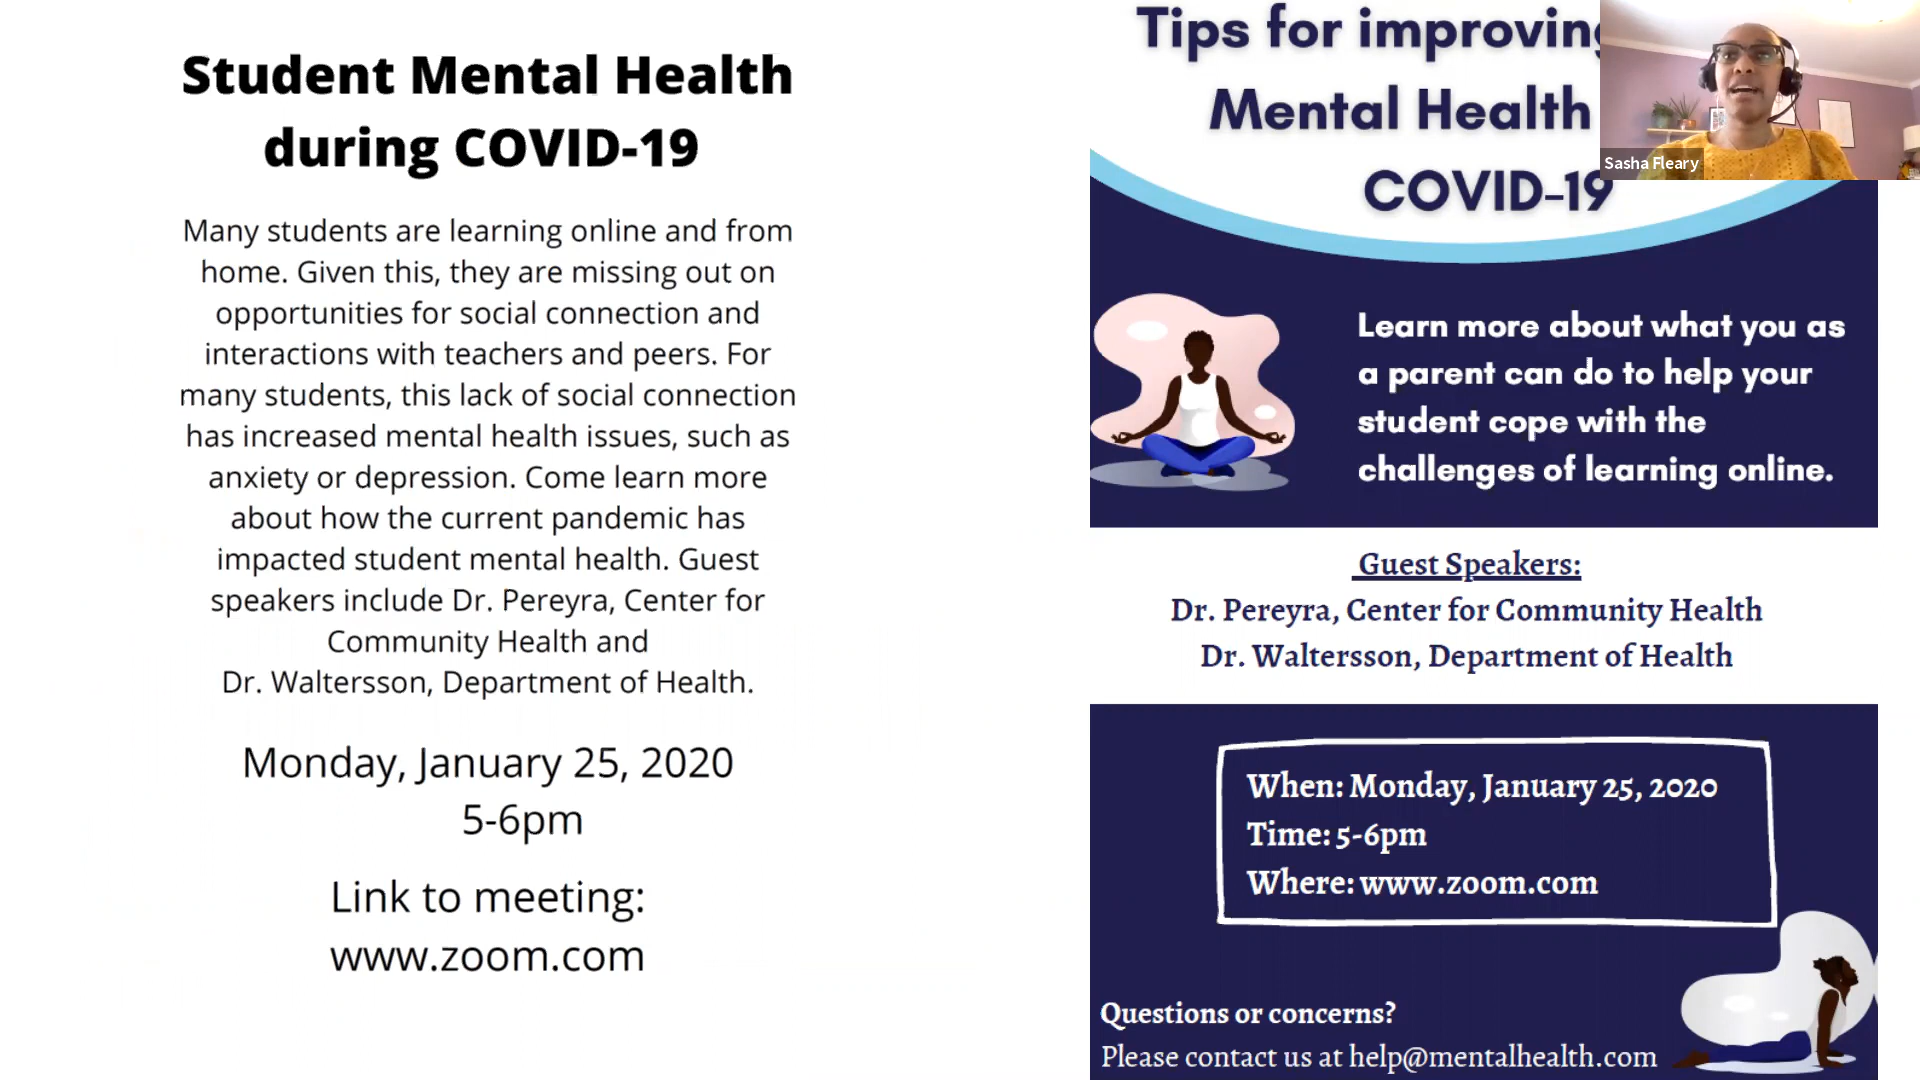 Student Mental Health
during COVID-19
Many students are learning online and from
home. Given this, they are missing out on
opportunities for social connection and
interactions with teachers and peers. For
many students, this lack of social connection
has increased mental health issues, such as
anxiety or depression. Come learn more
about how the current pandemic has
impacted student mental health. Guest
speakers include Dr. Pereyra, Center for
Community Health and
Dr. Waltersson, Department of Health.
Monday, January 25, 2020
5-6pm
Link to meeting:
www.zoom.com
Tips for improving
Mental Health
COVID-19
Learn more about what you as
a parent can do to help your
student cope with the
challenges of learning online.
Guest Speakers:
Dr. Pereyra, Center for Community Health
Dr. Waltersson, Department of Health
When: Monday, January 25, 2020
Time: 5-6pm
Where: www.zoom.com
Questions or concerns?
Please contact us at help@mentalhealth.com
Sasha Fleary